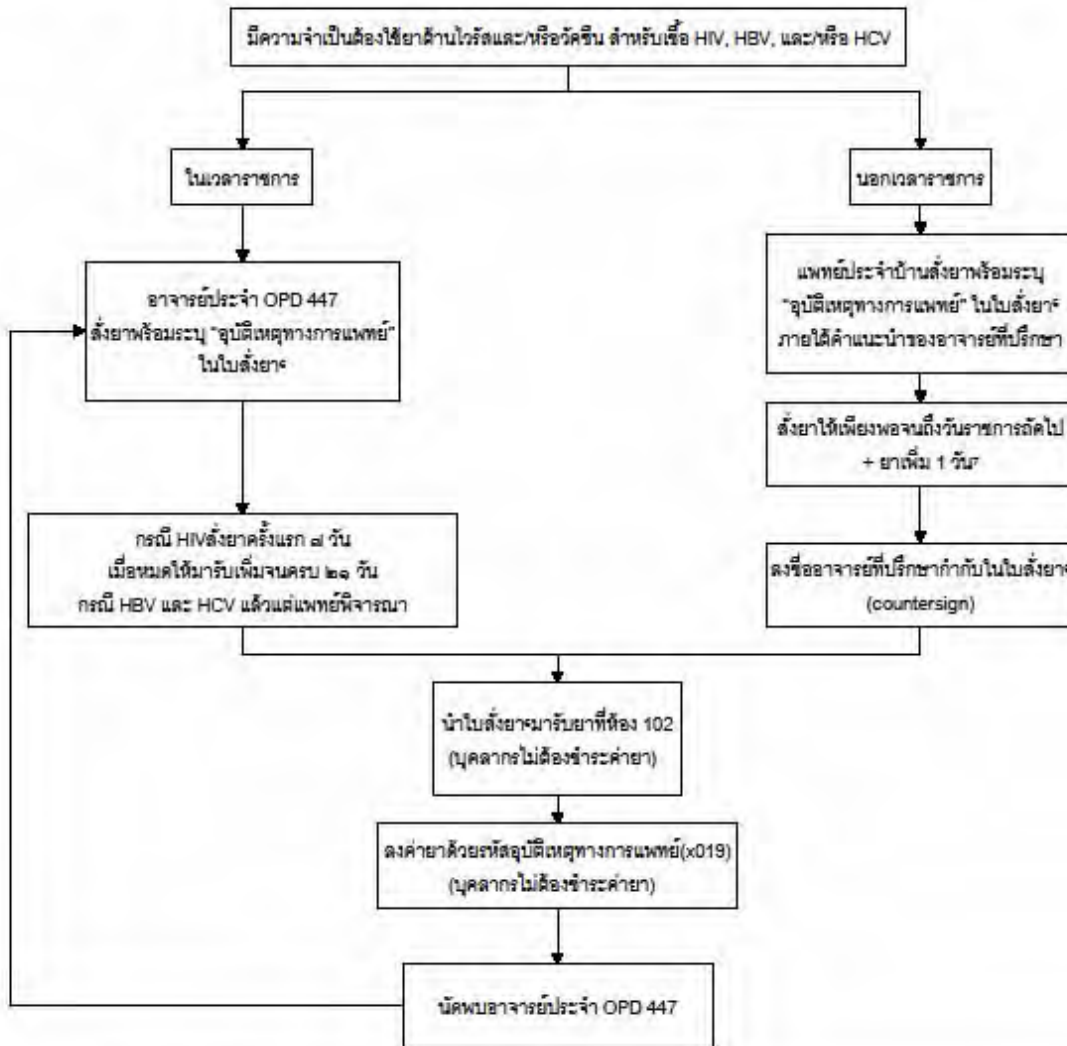 มีความจำเป็นต้องใช้ยาต้านไวรัสและ/หรือวัคซีน สำหรับเชื้อ HIV, HBV, และ/หรือ HCV
ในเวลาราชการ
นอกเวลาราชการ
อาจารย์ประจำ OPD 447
สั่งยาพร้อมระบุ "อุบัติเหตุทางการแพทย์"
ในใบสั่งยา⁶
แพทย์ประจำบ้านสั่งยาพร้อมระบุ
"อุบัติเหตุทางการแพทย์" ในใบสั่งยา⁶
ภายใต้คำแนะนำของอาจารย์ที่ปรึกษา
สั่งยาให้เพียงพอจนถึงวันราชการถัดไป
+ ยาเพิ่ม 1 วัน⁷
กรณี HIVสั่งยาครั้งแรก ๗ วัน
เมื่อหมดให้มารับเพิ่มจนครบ ๒๑ วัน
กรณี HBV และ HCV แล้วแต่แพทย์พิจารณา
ลงชื่ออาจารย์ที่ปรึกษากำกับในใบสั่งยา⁶
(countersign)
นำใบสั่งยา⁶มารับยาที่ห้อง 102
(บุคลากรไม่ต้องชำระค่ายา)
ลงค่ายาด้วยรหัสอุบัติเหตุทางการแพทย์(x019)
(บุคลากรไม่ต้องชำระค่ายา)
นัดพบอาจารย์ประจำ OPD 447